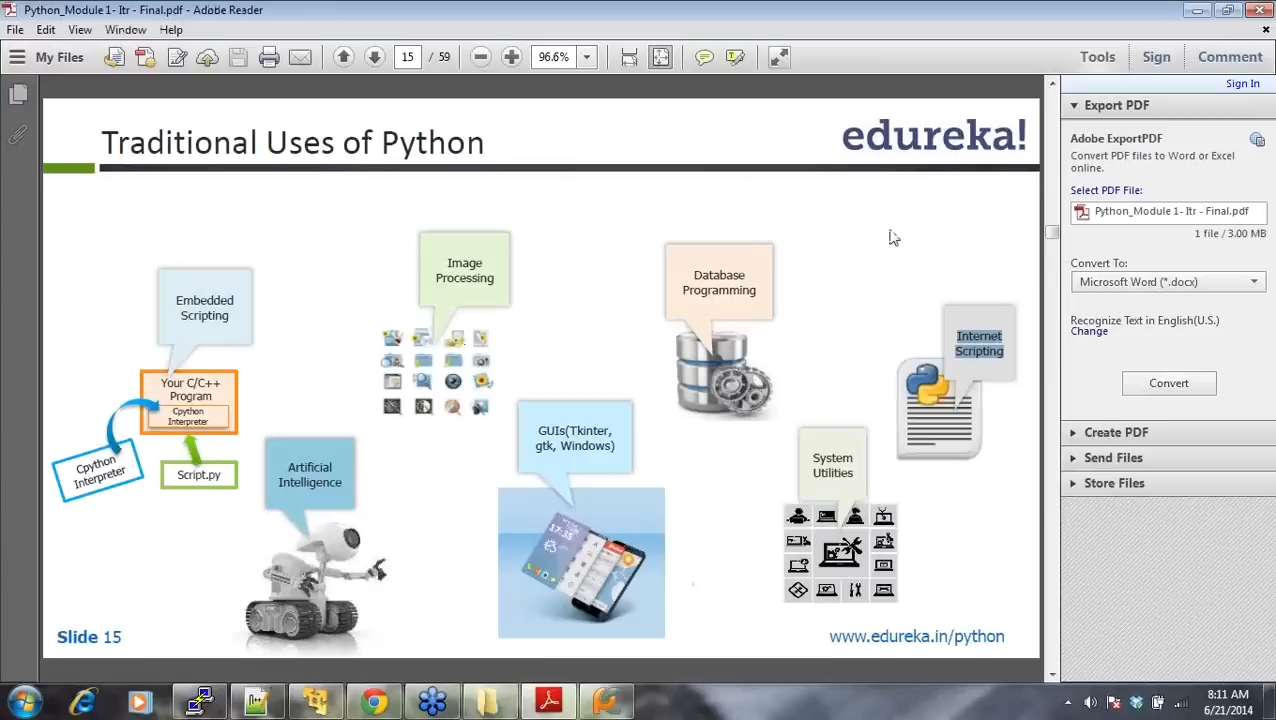 Python_Module 1- Itr - Final.pdf - Adobe Reader
File Edit View Window Help
My Files 15 / 59 96.6% Tools Sign Comment
Sign In
Export PDF
Adobe ExportPDF
Convert PDF files to Word or Excel
online.
Select PDF File:
Python_Module 1- Itr - Final.pdf
1 file / 3.00 MB
Convert To:
Microsoft Word (*.docx)
Recognize Text in English(U.S.)
Change
Convert
Create PDF
Send Files
Store Files
Traditional Uses of Python
edureka!
Embedded
Scripting
Your C/C++
Program
Cpython
Interpreter
Cpython
Interpreter
Script.py
Artificial
Intelligence
Image
Processing
GUIs(Tkinter,
gtk, Windows)
17:35
Database
Programming
System
Utilities
Internet
Scripting
Slide 15
www.edureka.in/python
8:11 AM
6/21/2014